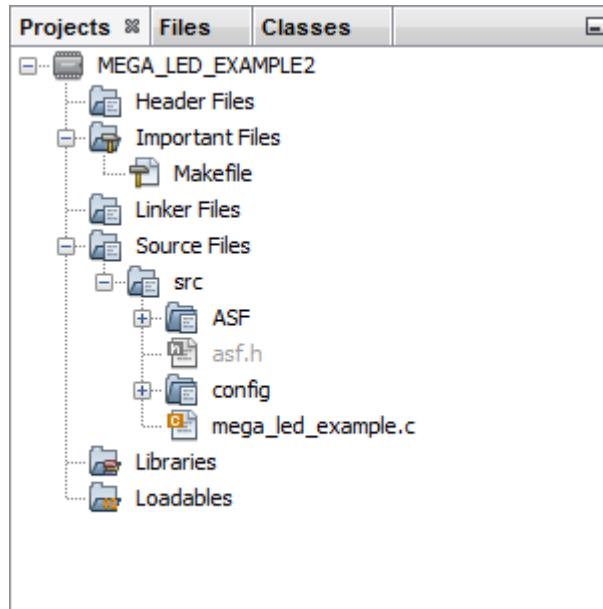 Projects Files Classes
MEGA_LED_EXAMPLE2
Header Files
Important Files
Makefile
Linker Files
Source Files
src
ASF
asf.h
config
mega_led_example.c
Libraries
Loadables